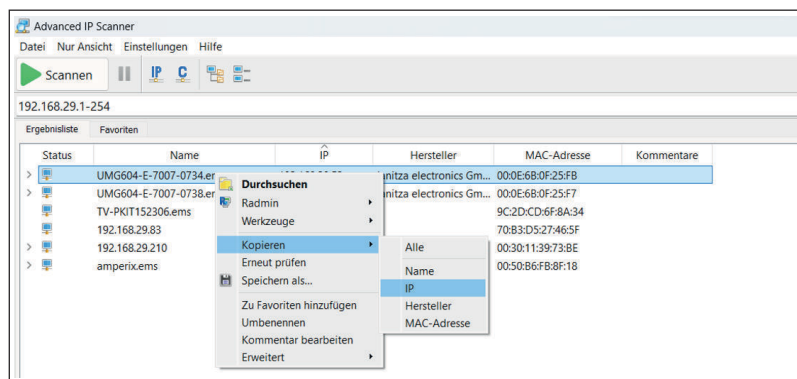 Advanced IP Scanner
Datei Nur Ansicht Einstellungen Hilfe
Scannen IP C
192.168.29.1-254
Ergebnisliste Favoriten
Status Name IP Hersteller MAC-Adresse Kommentare
UMG604-E-7007-0734.em electronics Gm... 00:0E:6B:0F:25:FB
UMG604-E-7007-0738.er electronics Gm... 00:0E:6B:0F:25:F7
TV-PKIT152306.ems 9C:2D:CD:6F:8A:34
192.168.29.83 70:B3:D5:27:46:5F
192.168.29.210 00:30:11:39:73:BE
amperix.ems 00:50:B6:FB:8F:18
Durchsuchen
Radmin
Werkzeuge
Kopieren
Erneut prüfen
Speichern als...
Zu Favoriten hinzufügen
Umbenennen
Kommentar bearbeiten
Erweitert
Alle
Name
IP
Hersteller
MAC-Adresse